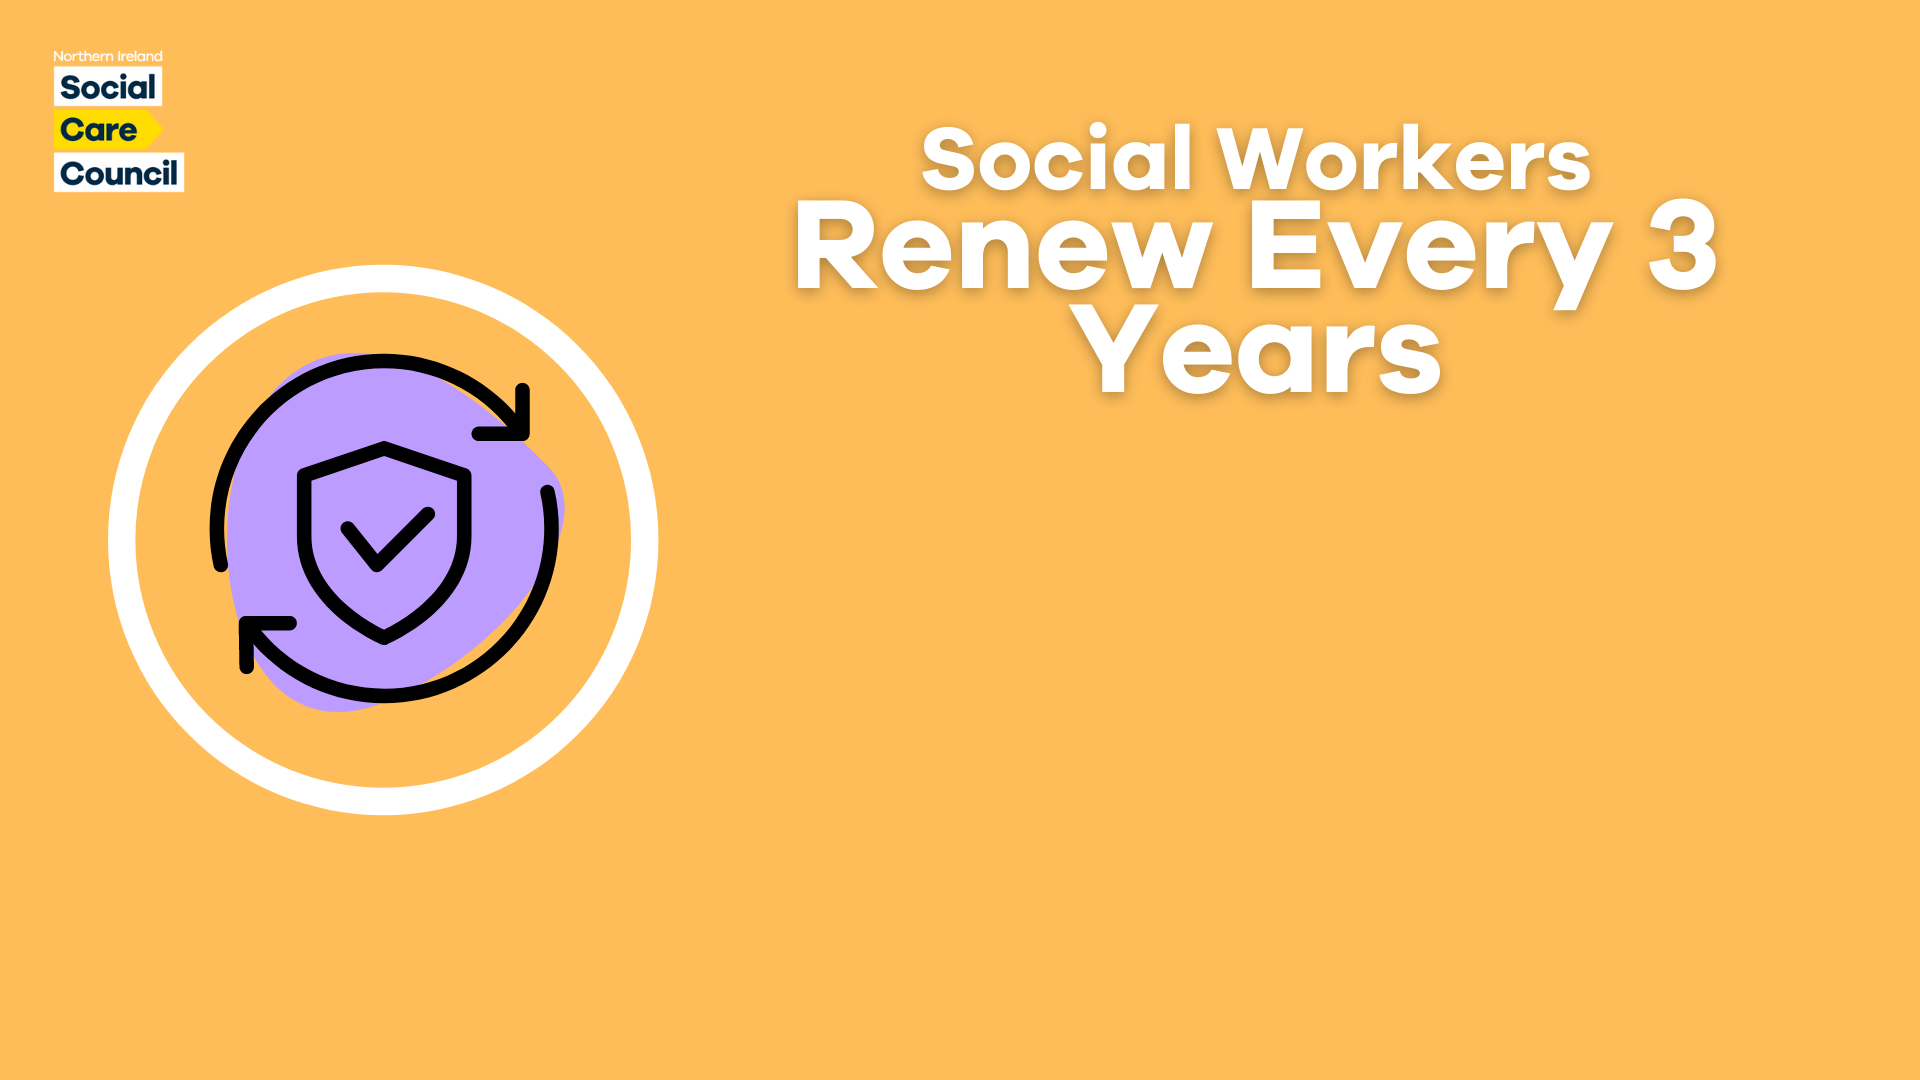 Northern Ireland
Social
Care
Council
Social Workers
Renew Every 3
Years